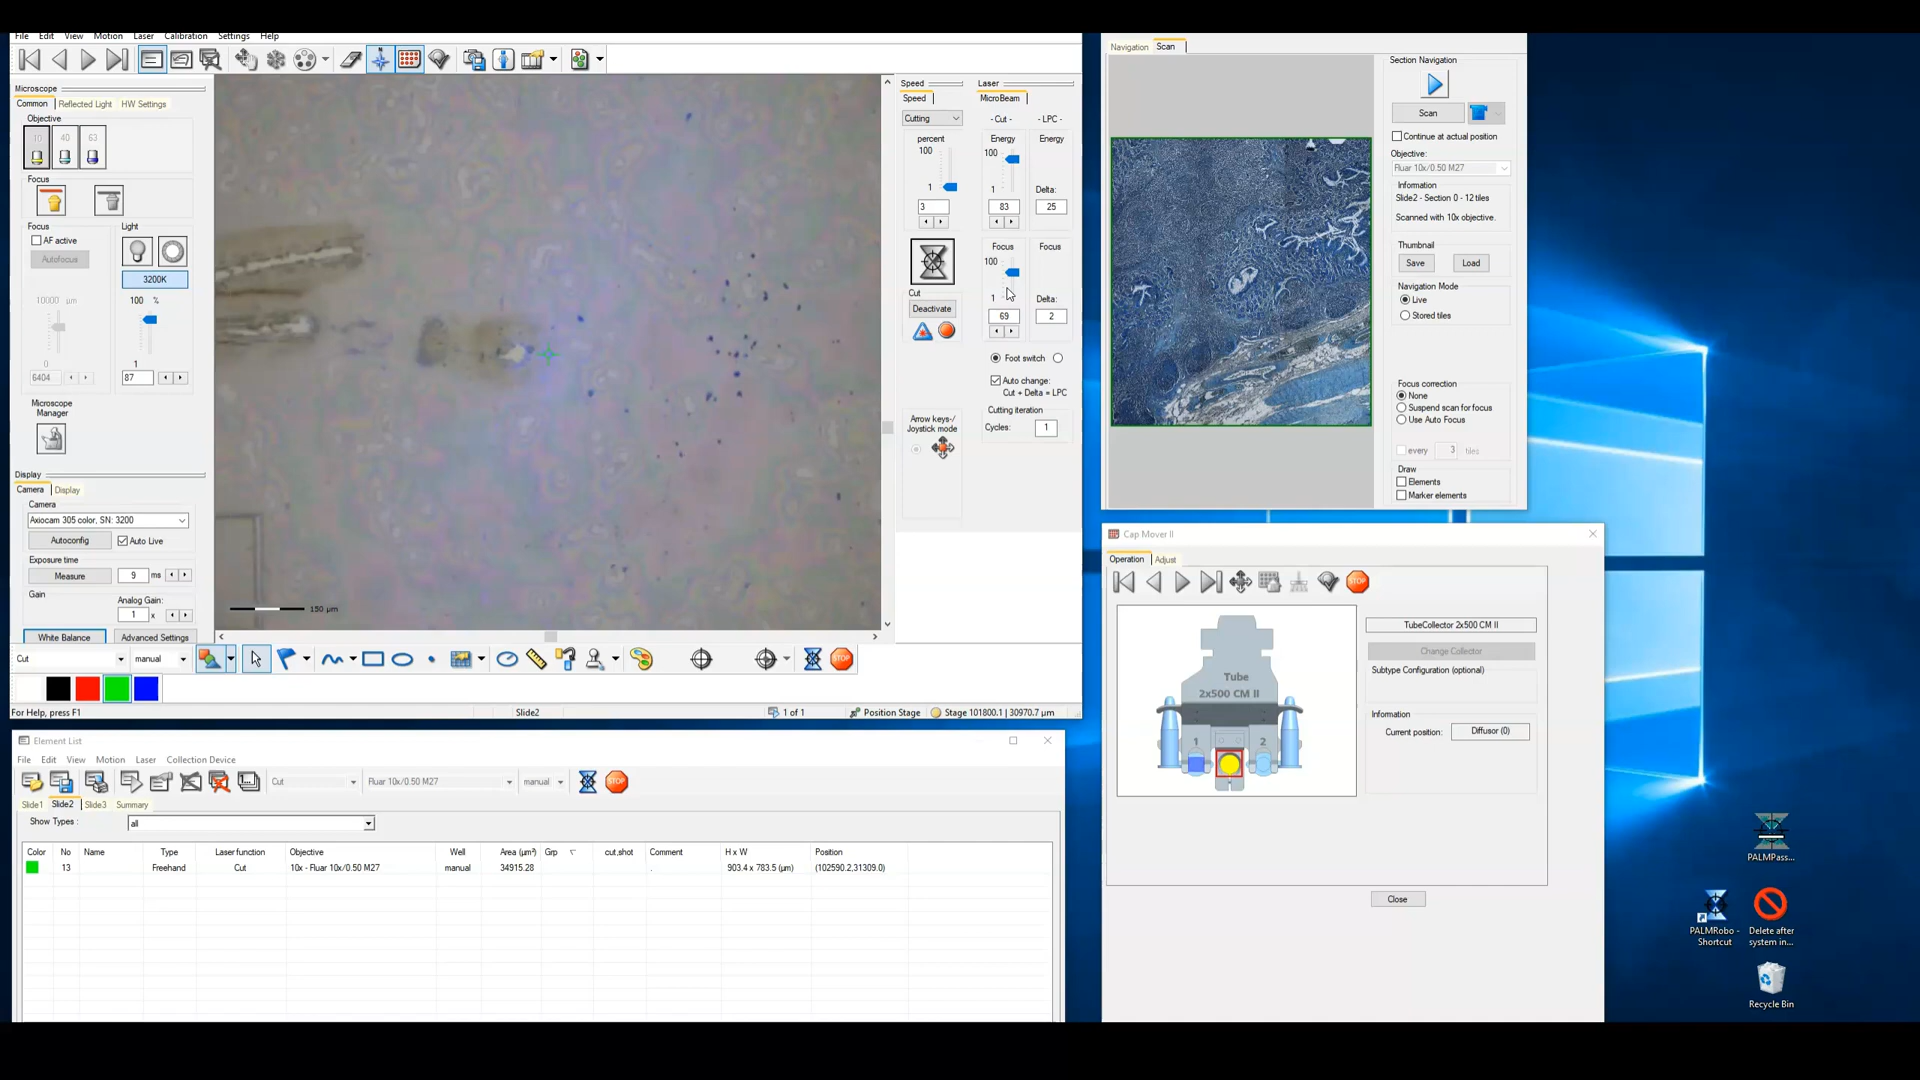 File Edit View Motion Laser Calibration Settings Help
Microscope
Common Reflected Light HW Settings
Objective
10 40 63
Focus
Focus Light
AF active
Autofocus
3200K
10000 µm 100 %
0 1
6404 87
Microscope
Manager
Display
Camera Display
Camera
Axiocam 305 color, SN: 3200
Autoconfig Auto Live
Exposure time
Measure 9 ms
Gain Analog Gain:
1 x
White Balance Advanced Settings
150 µm
Speed
Speed
Cutting
percent
100
1
3
Cut
Deactivate
Arrow keys-/
Joystick mode
Laser
MicroBeam
- Cut - - LPC -
Energy Energy
100
1 Delta:
83 25
Focus Focus
100
1 Delta:
69 2
Foot switch
Auto change:
Cut + Delta = LPC
Cutting iteration
Cycles: 1
Cut manual
STOP
For Help, press F1 Slide2 1 of 1 Position Stage Stage 101800.1 | 30970.7 µm
Element List
File Edit View Motion Laser Collection Device
Cut Fluar 10x/0.50 M27 manual STOP
Slide1 Slide2 Slide3 Summary
Show Types : all
Color No Name Type Laser function Objective Well Area (µm²) Grp cut,shot Comment H x W Position
13 Freehand Cut 10x - Fluar 10x/0.50 M27 manual 34915.28 . 903.4 x 783.5 (µm) (102590.2,31309.0)
Navigation Scan
Section Navigation
Scan
Continue at actual position
Objective:
Fluar 10x/0.50 M27
Information
Slide2 - Section 0 - 12 tiles
Scanned with 10x objective.
Thumbnail
Save Load
Navigation Mode
Live
Stored tiles
Focus correction
None
Suspend scan for focus
Use Auto Focus
every 3 tiles
Draw
Elements
Marker elements
Cap Mover II
Operation Adjust
STOP
Tube
2x500 CM II
1 2
TubeCollector 2x500 CM II
Change Collector
Subtype Configuration (optional)
Information
Current position: Diffusor (0)
Close
PALMPass...
PALMRobo -
Shortcut
Delete after
system in...
Recycle Bin